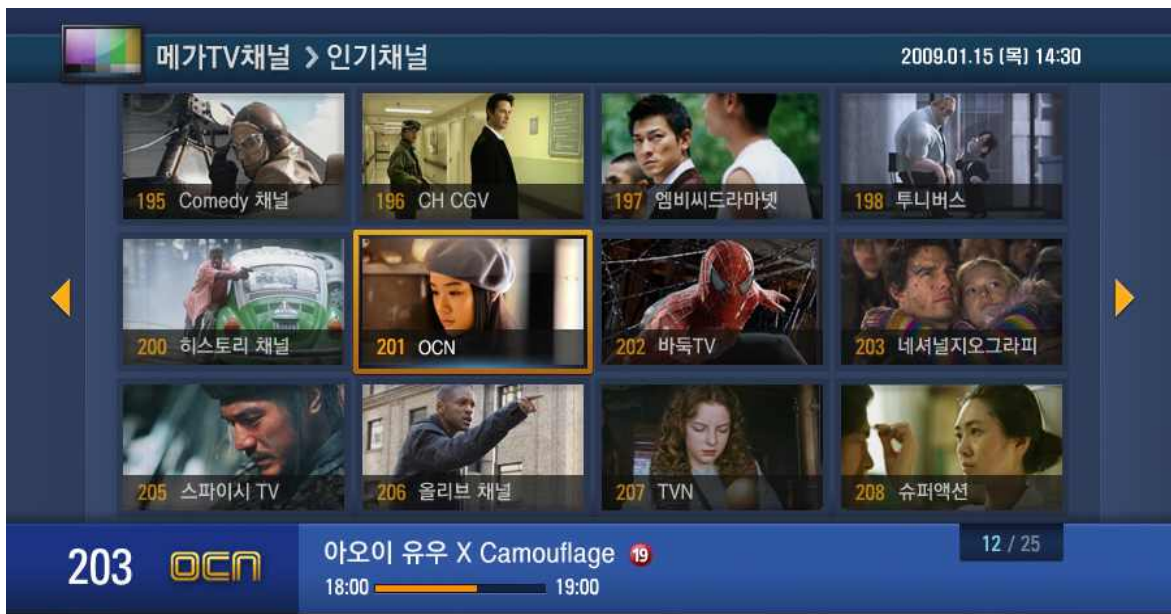 메가TV채널 > 인기채널
2009.01.15 (목) 14:30
195 Comedy 채널
196 CH CGV
197 엠비씨드라마넷
198 투니버스
200 히스토리 채널
201 OCN
202 바둑TV
203 네셔널지오그라피
205 스파이시 TV
206 올리브 채널
207 TVN
208 슈퍼액션
203 OCN
아오이 유우 X Camouflage 19
18:00 19:00
12 / 25